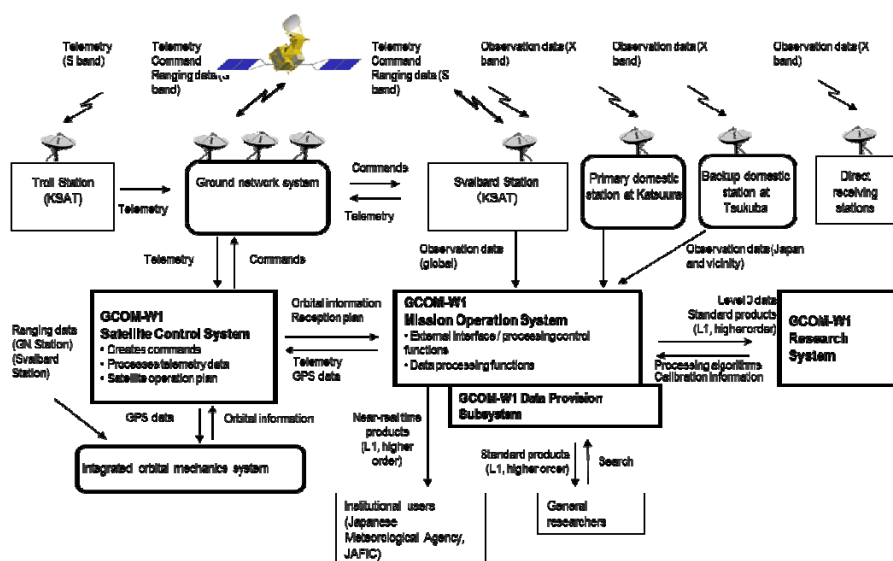 Telemetry
(S band)
Telemetry
Command
Ranging data (S
band)
Telemetry
Command
Ranging data (S
band)
Observation data (X
band)
Observation data (X
band)
Observation data (X
band)
Troll Station
(KSAT)
Telemetry
Ground network system
Commands
Telemetry
Svalbard Station
(KSAT)
Primary domestic
station at Katsuura
Backup domestic
station at
Tsukuba
Direct
receiving
stations
Telemetry
Commands
Observation data
(global)
Observation data (Japan
and vicinity)
Ranging data
(GN Station)
(Svalbard
Station)
GCOM-W1
Satellite Control System
• Creates commands
• Processes telemetry data
• Satellite operation plan
Orbital information
Reception plan
Telemetry
GPS data
GCOM-W1
Mission Operation System
• External interface / processing control
functions
• Data processing functions
GCOM-W1 Data Provision
Subsystem
Level 3 data
Standard products
(L1, higher order)
Processing algorithms
Calibration information
GCOM-W1
Research
System
GPS data
Orbital information
Integrated orbital mechanics system
Near-real time
products
(L1, higher
order)
Standard products
(L1, higher order)
Search
Institutional users
(Japanese
Meteorological Agency,
JAFIC)
General
researchers